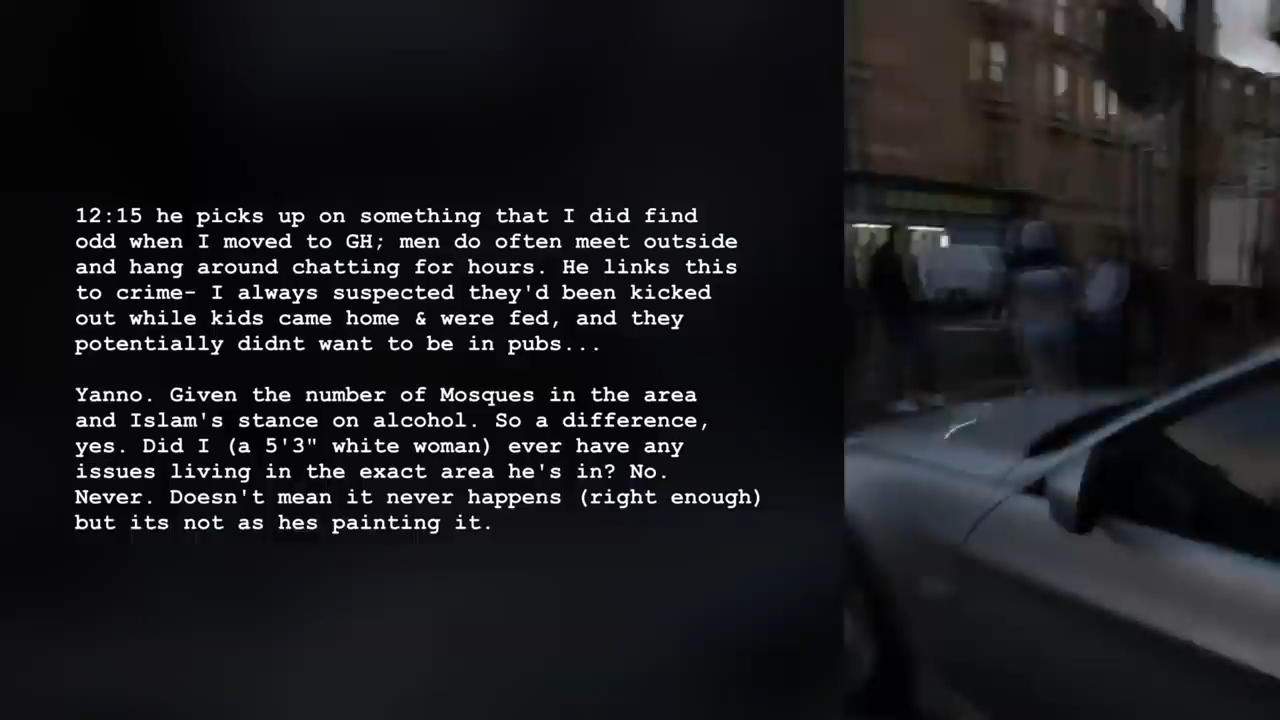 12:15 he picks up on something that I did find
odd when I moved to GH; men do often meet outside
and hang around chatting for hours. He links this
to crime- I always suspected they'd been kicked
out while kids came home & were fed, and they
potentially didnt want to be in pubs...
Yanno. Given the number of Mosques in the area
and Islam's stance on alcohol. So a difference,
yes. Did I (a 5'3" white woman) ever have any
issues living in the exact area he's in? No.
Never. Doesn't mean it never happens (right enough)
but its not as hes painting it.